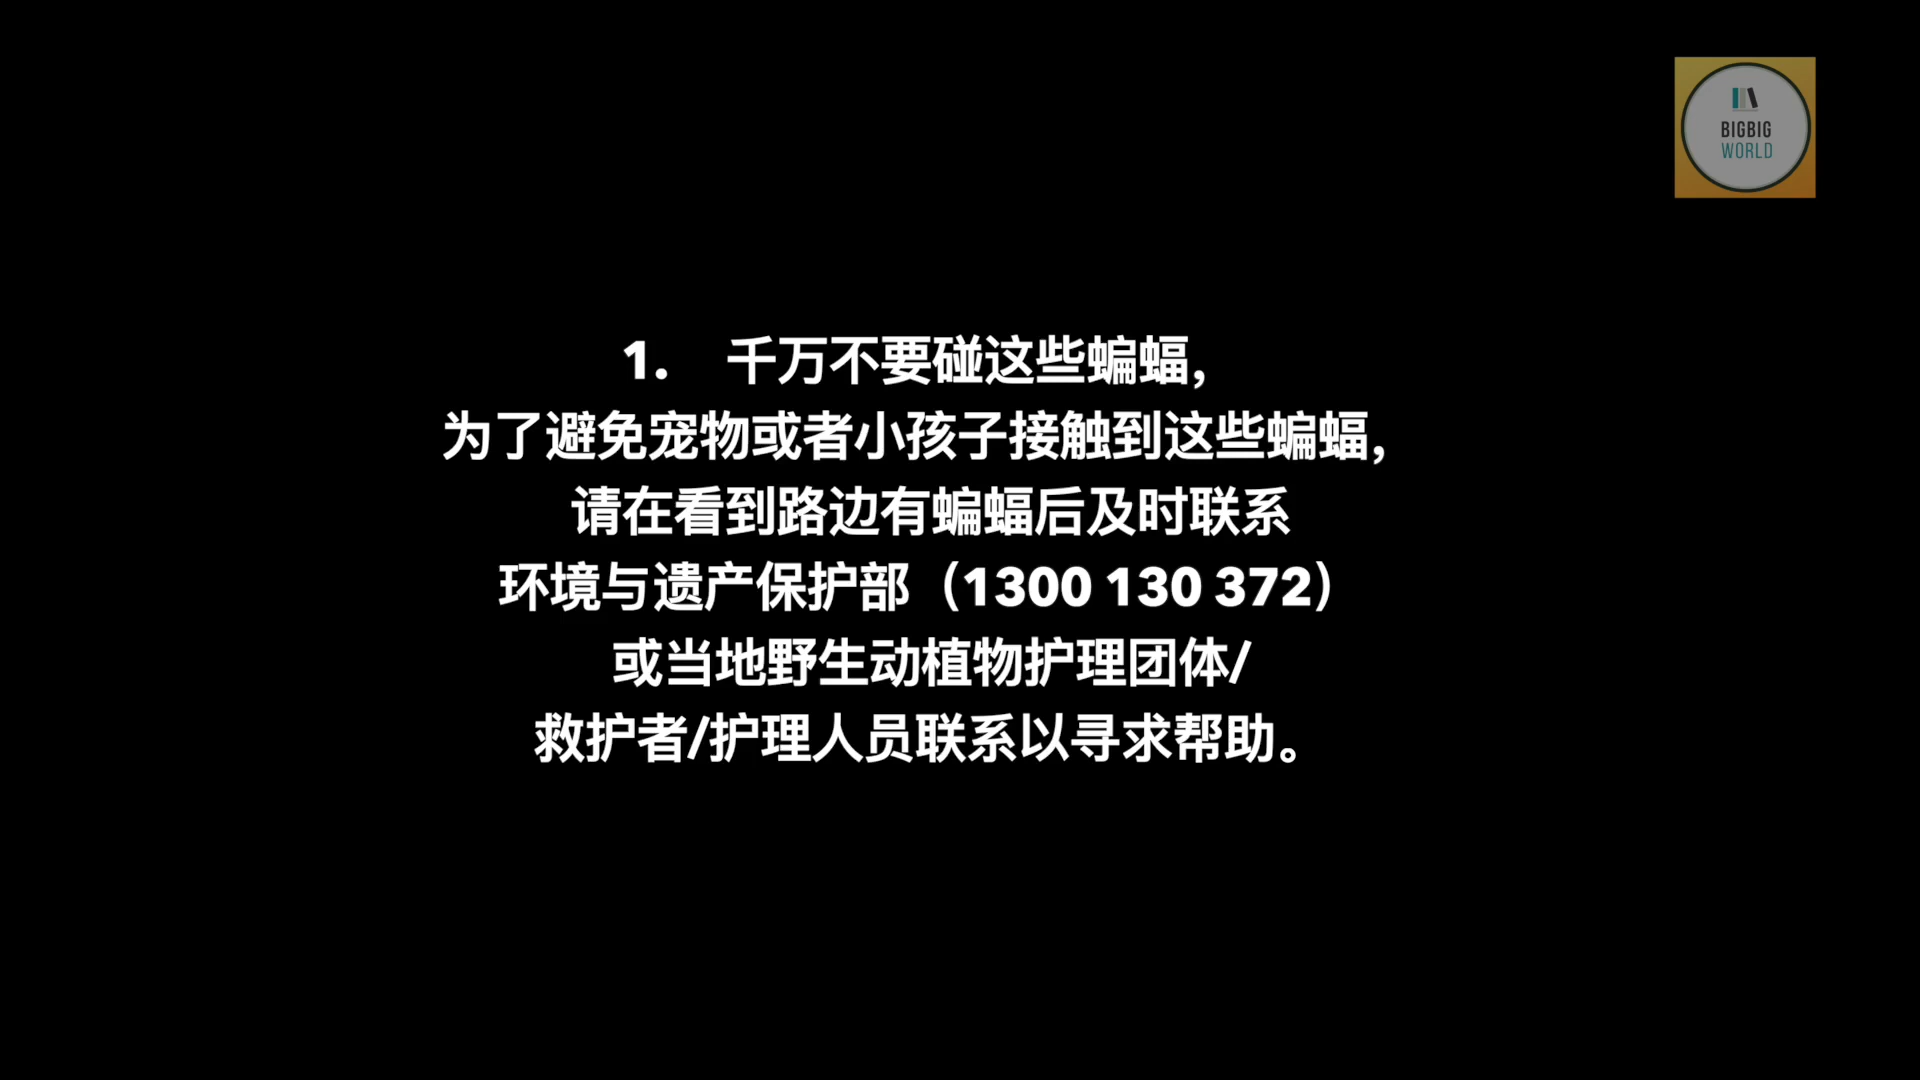 BIGBIG
WORLD
1. 千万不要碰这些蝙蝠,
为了避免宠物或者小孩子接触到这些蝙蝠,
请在看到路边有蝙蝠后及时联系
环境与遗产保护部（1300 130 372）
或当地野生动植物护理团体/
救护者/护理人员联系以寻求帮助。